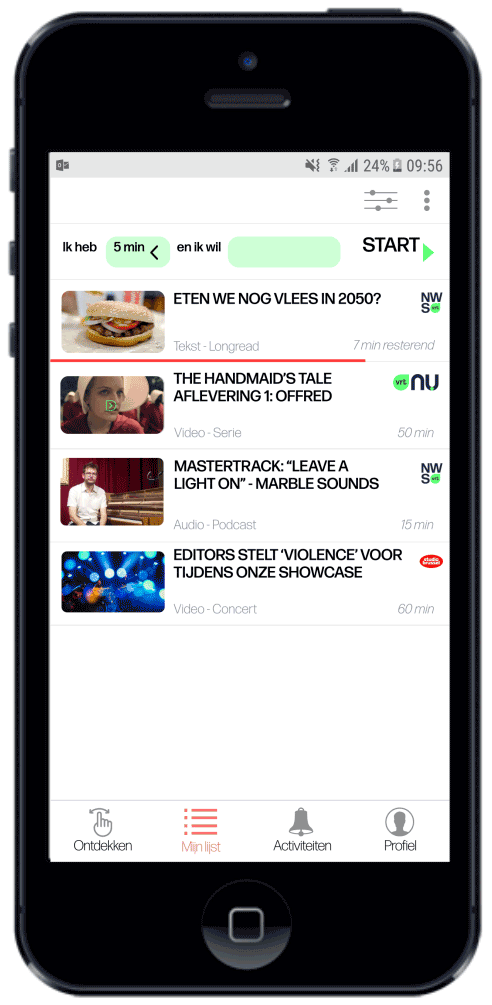 24% 09:56
Ik heb 5 min en ik wil START
ETEN WE NOG VLEES IN 2050?
NW
S vrt
Tekst - Longread 7 min resterend
THE HANDMAID'S TALE
AFLEVERING 1: OFFRED
vrt NU
Video - Serie 50 min
MASTERTRACK: “LEAVE A
LIGHT ON” - MARBLE SOUNDS
NW
S vrt
Audio - Podcast 15 min
EDITORS STELT ‘VIOLENCE’ VOOR
TIJDENS ONZE SHOWCASE
studio
brussel
Video - Concert 60 min
Ontdekken Mijn lijst Activiteiten Profiel